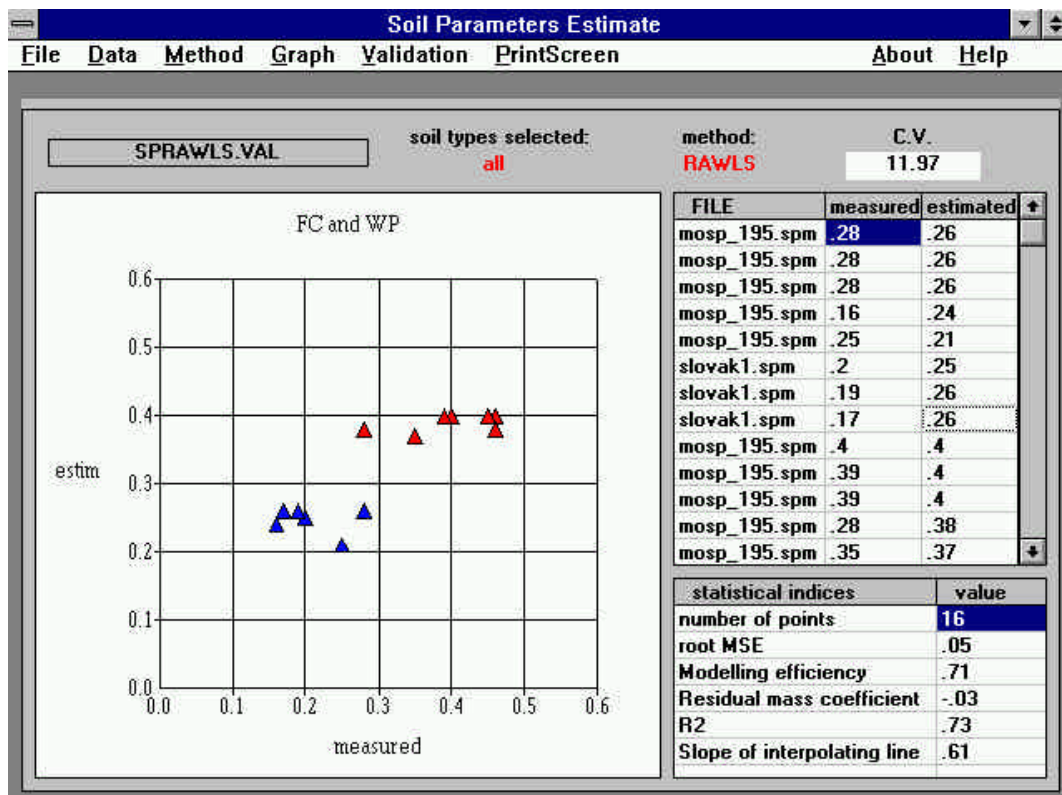 Soil Parameters Estimate
File Data Method Graph Validation PrintScreen About Help
SPRAWLS.VAL
soil types selected:
all
method:
RAWLS
C.V.
11.97
FC and WP
0.6
0.5
0.4
estim
0.3
0.2
0.1
0.0
0.0 0.1 0.2 0.3 0.4 0.5 0.6
measured
FILE measured estimated
mosp_195.spm .28 .26
mosp_195.spm .28 .26
mosp_195.spm .28 .26
mosp_195.spm .16 .24
mosp_195.spm .25 .21
slovak1.spm .2 .25
slovak1.spm .19 .26
slovak1.spm .17 .26
mosp_195.spm .4 .4
mosp_195.spm .39 .4
mosp_195.spm .39 .4
mosp_195.spm .28 .38
mosp_195.spm .35 .37
statistical indices value
number of points 16
root MSE .05
Modelling efficiency .71
Residual mass coefficient -.03
R2 .73
Slope of interpolating line .61